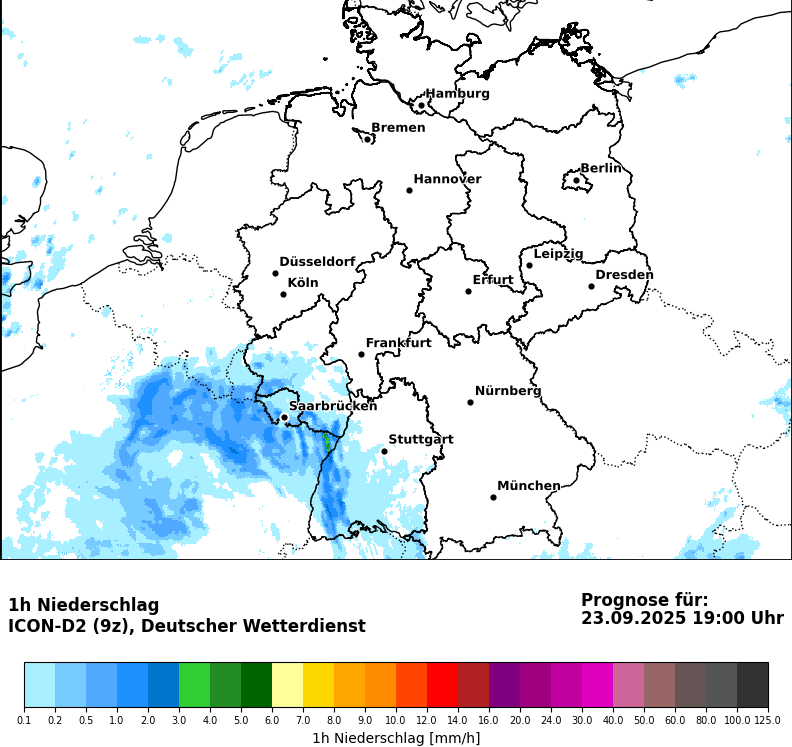 Hamburg
Bremen
Berlin
Hannover
Leipzig
Düsseldorf
Dresden
Köln
Erfurt
Frankfurt
Nürnberg
Saarbrücken
Stuttgart
München
1h Niederschlag
ICON-D2 (9z), Deutscher Wetterdienst
Prognose für:
23.09.2025 19:00 Uhr
0.1 0.2 0.5 1.0 2.0 3.0 4.0 5.0 6.0 7.0 8.0 9.0 10.0 12.0 14.0 16.0 20.0 24.0 30.0 40.0 50.0 60.0 80.0 100.0 125.0
1h Niederschlag [mm/h]